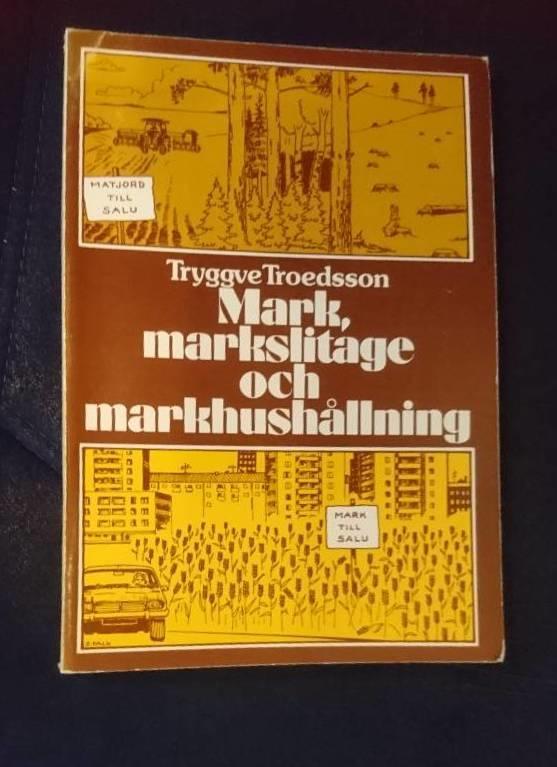 MATJORD
TILL
SALU
Tryggve Troedsson
Mark,
markslitage
och
markhushållning
MARK
TILL
SALU